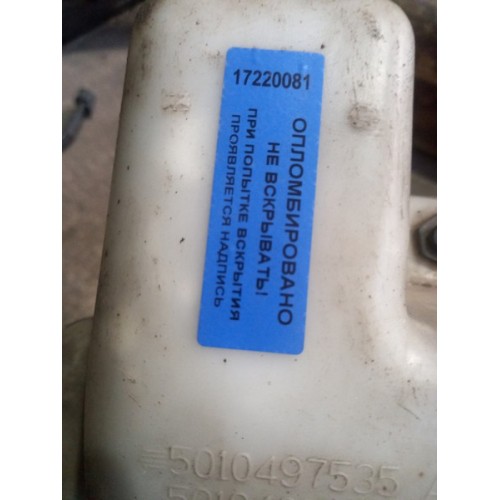 17220081
ОПЛОМБИРОВАНО
НЕ ВСКРЫВАТЬ!
ПРИ ПОПЫТКЕ ВСКРЫТИЯ
ПРОЯВЛЯЕТСЯ НАДПИСЬ
5010497535